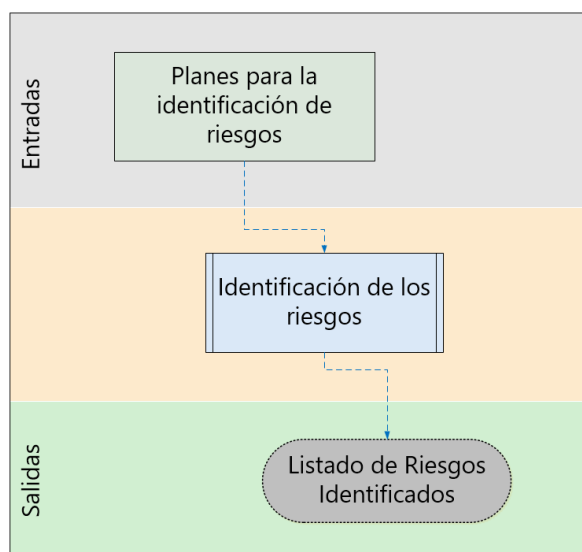 Entradas
Planes para la
identificación de
riesgos
Identificación de los
riesgos
Salidas
Listado de Riesgos
Identificados